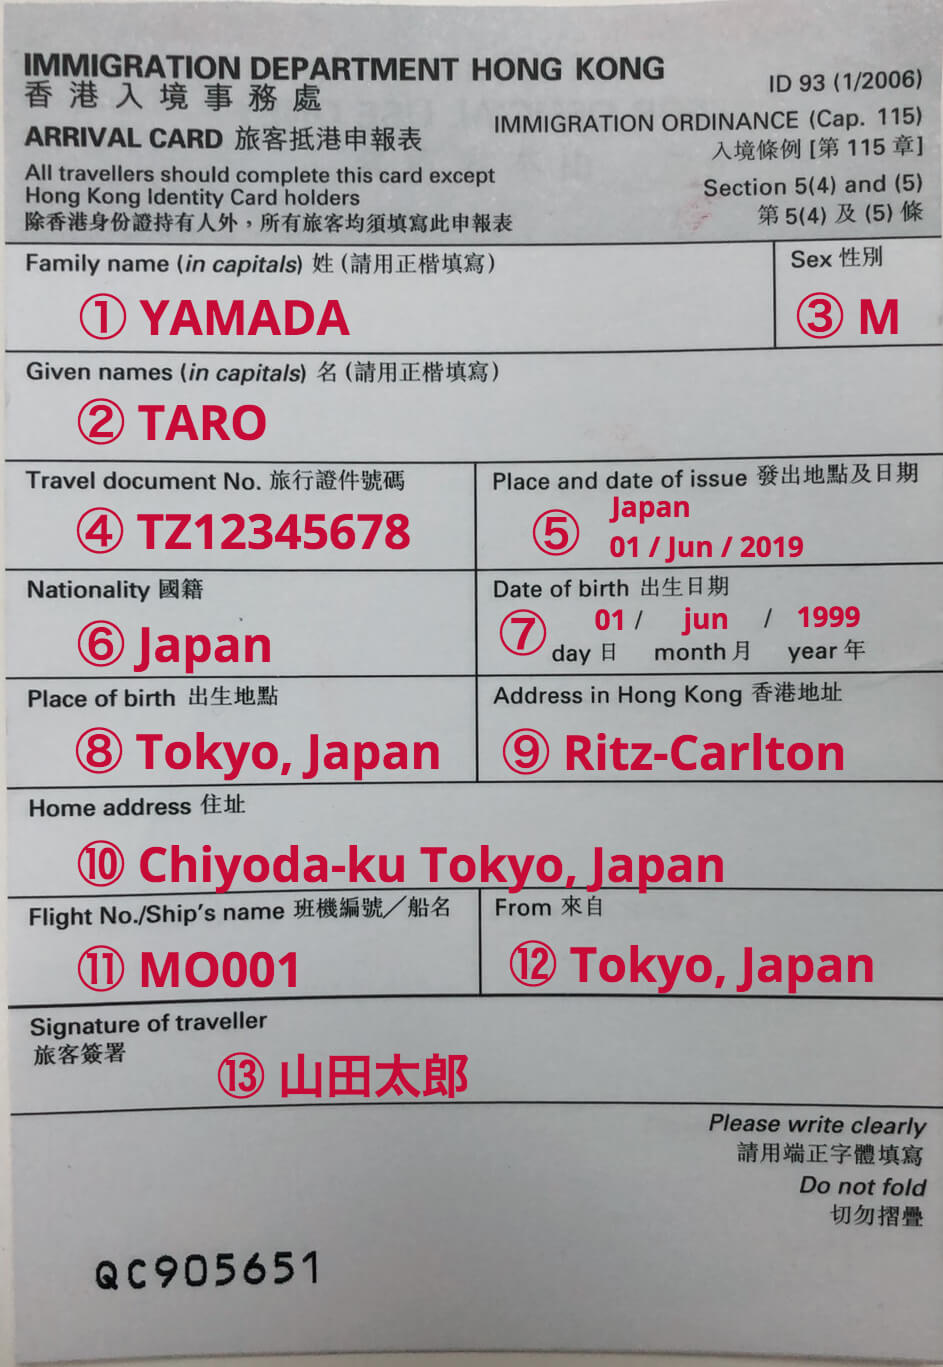 IMMIGRATION DEPARTMENT HONG KONG
香港入境事務處
ID 93 (1/2006)
ARRIVAL CARD 旅客抵港申報表
IMMIGRATION ORDINANCE (Cap. 115)
入境條例 [第 115 章]
All travellers should complete this card except
Hong Kong Identity Card holders
除香港身份證持有人外，所有旅客均須填寫此申報表
Section 5(4) and (5)
第 5(4) 及 (5) 條
Family name (in capitals) 姓 (請用正楷填寫)
Sex 性別
① YAMADA
③ M
Given names (in capitals) 名 (請用正楷填寫)
② TARO
Travel document No. 旅行證件號碼
Place and date of issue 發出地點及日期
④ TZ12345678
⑤ Japan
01 / Jun / 2019
Nationality 國籍
Date of birth 出生日期
⑥ Japan
⑦ 01 / jun / 1999
day 日 month 月 year 年
Place of birth 出生地點
Address in Hong Kong 香港地址
⑧ Tokyo, Japan
⑨ Ritz-Carlton
Home address 住址
⑩ Chiyoda-ku Tokyo, Japan
Flight No./Ship's name 班機編號／船名
From 來自
⑪ MO001
⑫ Tokyo, Japan
Signature of traveller
旅客簽署
⑬ 山田太郎
Please write clearly
請用端正字體填寫
Do not fold
切勿摺疊
QC905651